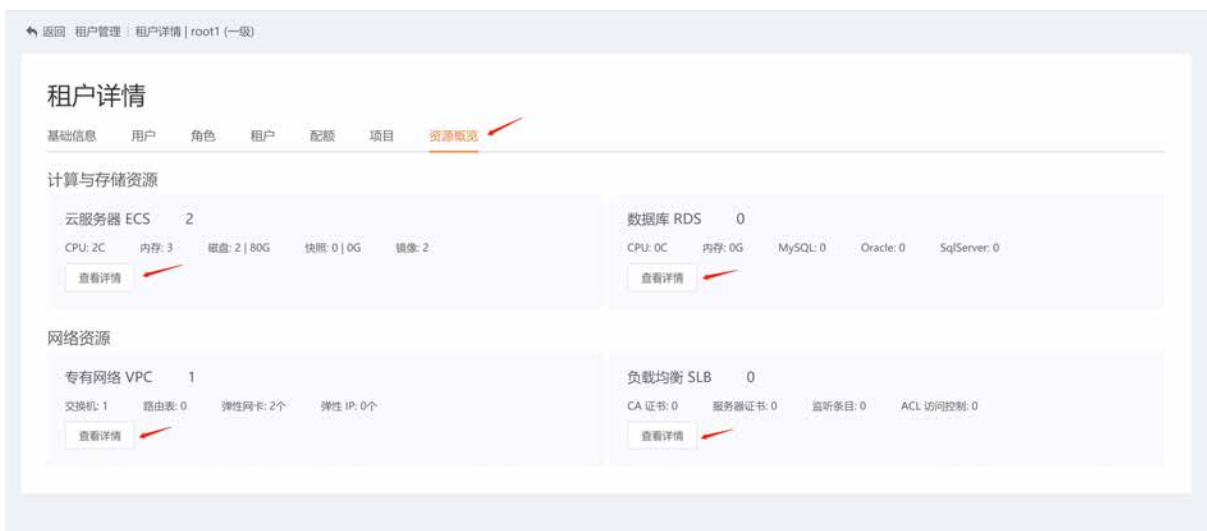 返回 租户管理 | 租户详情 | root1 (一级)
租户详情
基础信息 用户 角色 租户 配额 项目 资源概览
计算与存储资源
云服务器 ECS 2
CPU: 2C 内存: 3 磁盘: 2 | 80G 快照: 0 | 0G 镜像: 2
查看详情
数据库 RDS 0
CPU: 0C 内存: 0G MySQL: 0 Oracle: 0 SqlServer: 0
查看详情
网络资源
专有网络 VPC 1
交换机: 1 路由表: 0 弹性网卡: 2个 弹性 IP: 0个
查看详情
负载均衡 SLB 0
CA 证书: 0 服务器证书: 0 监听条目: 0 ACL 访问控制: 0
查看详情